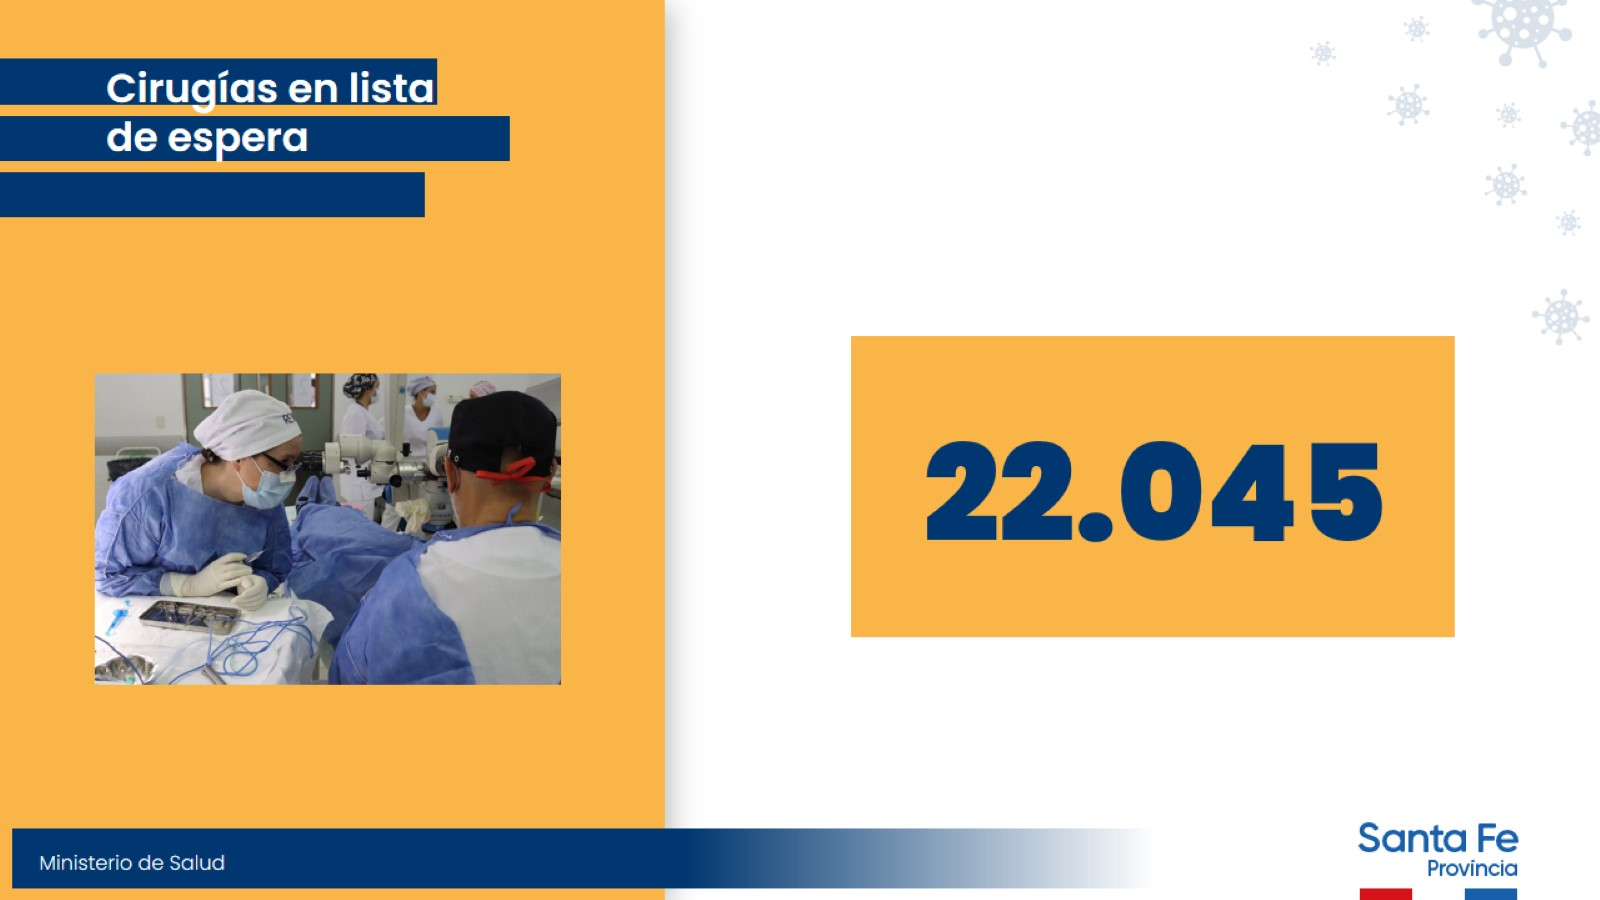 Cirugías en lista
de espera
22.045
Ministerio de Salud
Santa Fe
Provincia